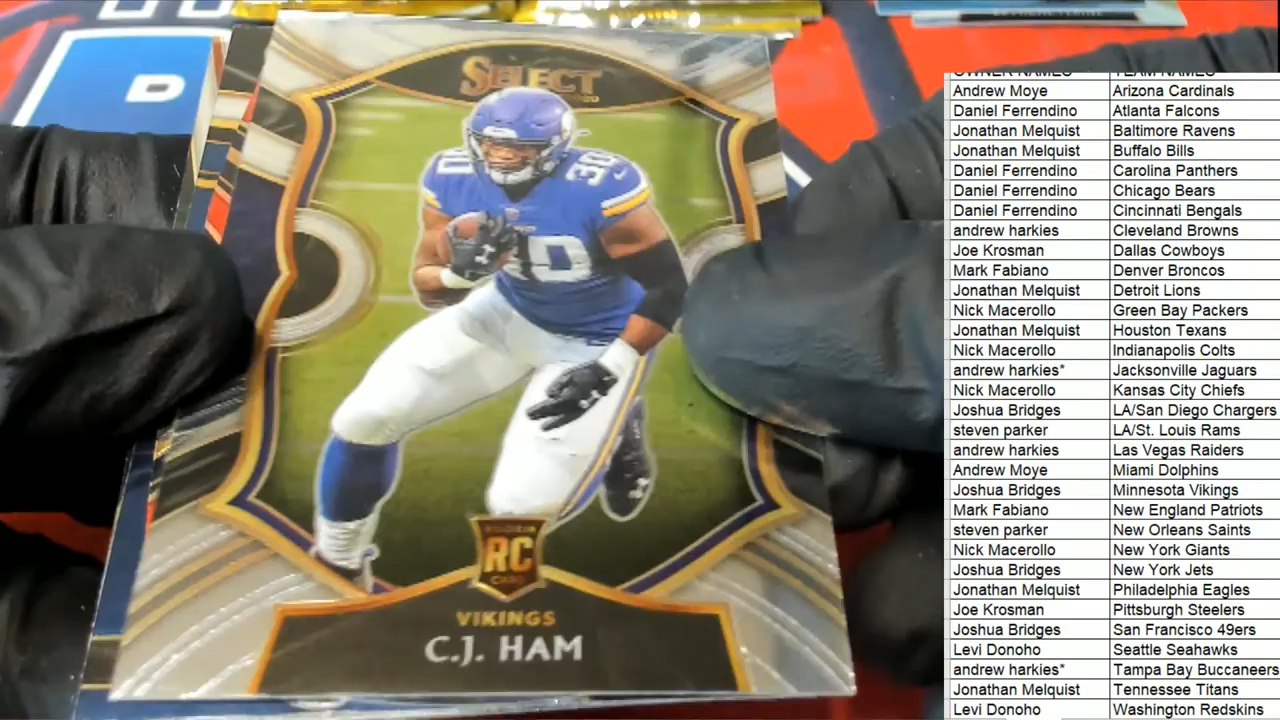 SELECT
2020
D
30
30
ROOKIE
RC
CARD
VIKINGS
C.J. HAM
OWNER NAMES TEAM NAMES
Andrew Moye Arizona Cardinals
Daniel Ferrendino Atlanta Falcons
Jonathan Melquist Baltimore Ravens
Jonathan Melquist Buffalo Bills
Daniel Ferrendino Carolina Panthers
Daniel Ferrendino Chicago Bears
Daniel Ferrendino Cincinnati Bengals
andrew harkies Cleveland Browns
Joe Krosman Dallas Cowboys
Mark Fabiano Denver Broncos
Jonathan Melquist Detroit Lions
Nick Macerollo Green Bay Packers
Jonathan Melquist Houston Texans
Nick Macerollo Indianapolis Colts
andrew harkies* Jacksonville Jaguars
Nick Macerollo Kansas City Chiefs
Joshua Bridges LA/San Diego Chargers
steven parker LA/St. Louis Rams
andrew harkies Las Vegas Raiders
Andrew Moye Miami Dolphins
Joshua Bridges Minnesota Vikings
Mark Fabiano New England Patriots
steven parker New Orleans Saints
Nick Macerollo New York Giants
Joshua Bridges New York Jets
Jonathan Melquist Philadelphia Eagles
Joe Krosman Pittsburgh Steelers
Joshua Bridges San Francisco 49ers
Levi Donoho Seattle Seahawks
andrew harkies* Tampa Bay Buccaneers
Jonathan Melquist Tennessee Titans
Levi Donoho Washington Redskins